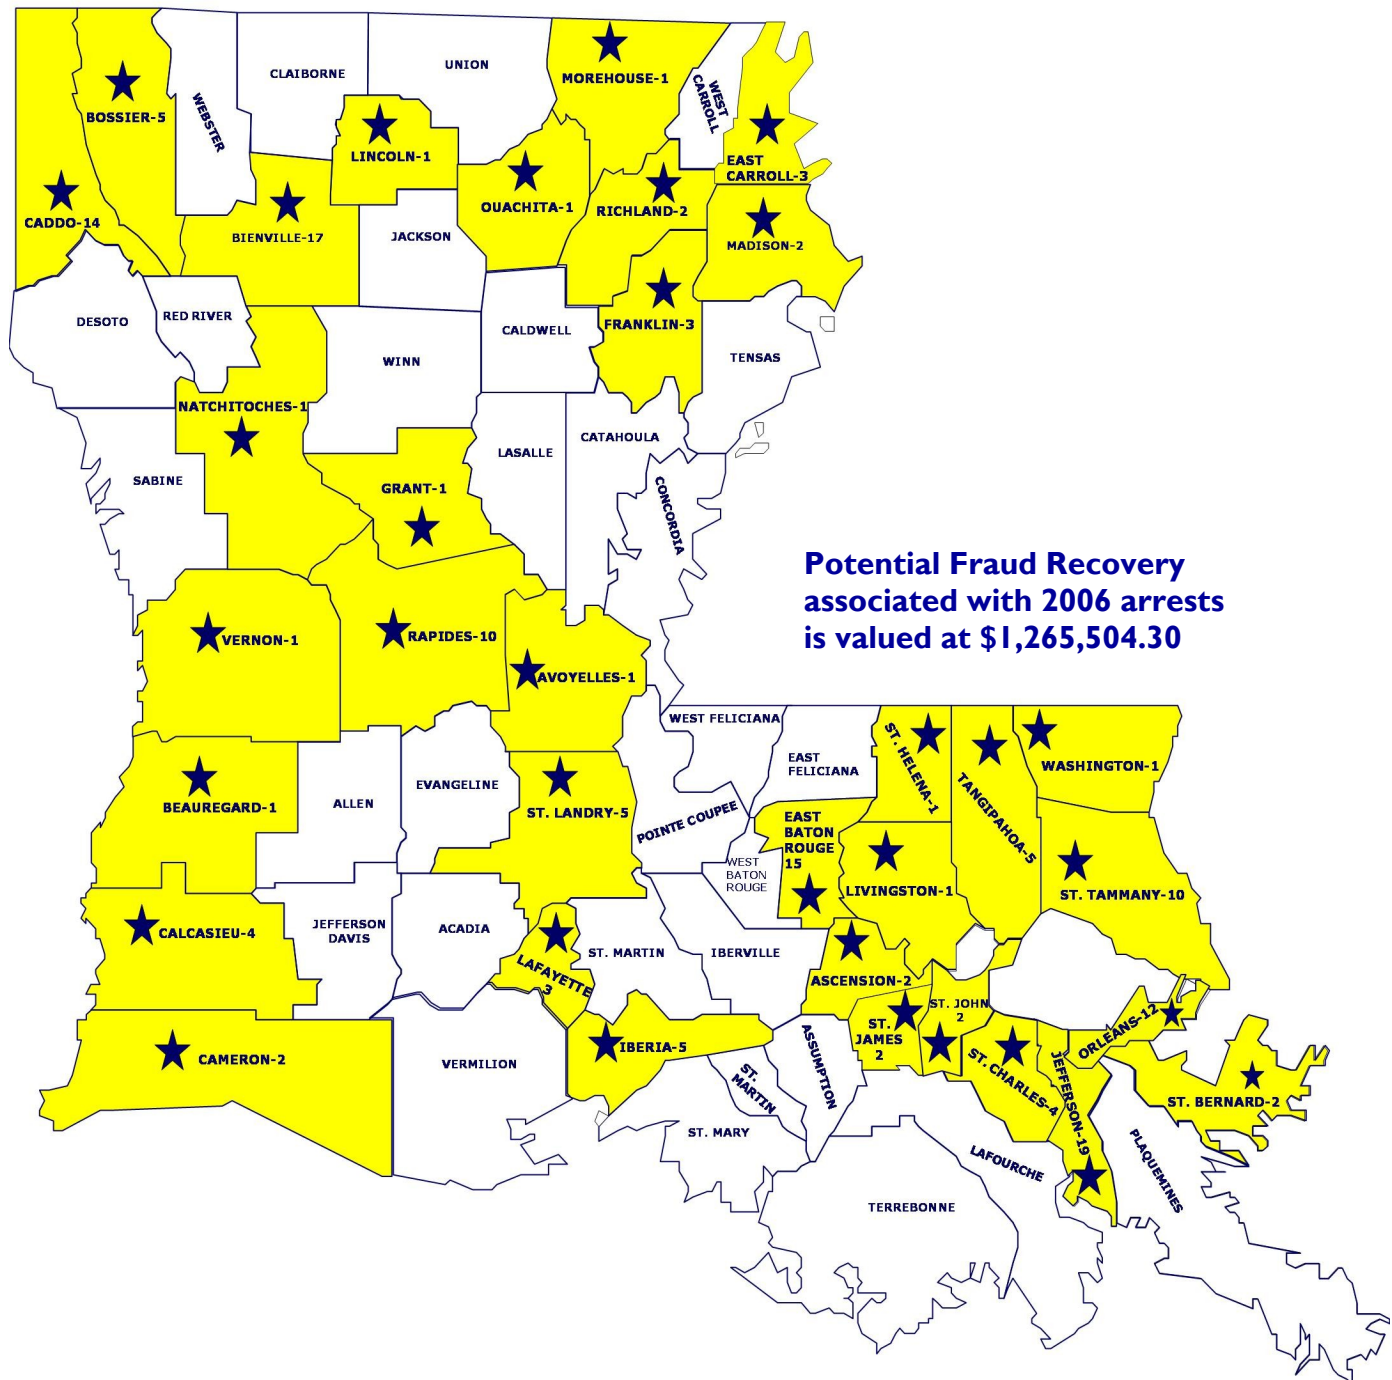 CLAIBORNE
UNION
MOREHOUSE-1
WEST
CARROLL
BOSSIER-5
WEBSTER
LINCOLN-1
EAST
CARROLL-3
CADDO-14
BIENVILLE-17
JACKSON
OUACHITA-1
RICHLAND-2
MADISON-2
DESOTO
RED RIVER
WINN
CALDWELL
FRANKLIN-3
TENSAS
NATCHITOCHES-1
SABINE
GRANT-1
LASALLE
CATAHOULA
CONCORDIA
Potential Fraud Recovery
associated with 2006 arrests
is valued at $1,265,504.30
VERNON-1
RAPIDES-10
AVOYELLES-1
WEST FELICIANA
EAST
FELICIANA
ST. HELENA-1
TANGIPAHOA-5
WASHINGTON-1
BEAUREGARD-1
ALLEN
EVANGELINE
ST. LANDRY-5
POINTE COUPEE
EAST
BATON
ROUGE
15
WEST
BATON
ROUGE
LIVINGSTON-1
ST. TAMMANY-10
CALCASIEU-4
JEFFERSON
DAVIS
ACADIA
LAFAYETTE
3
ST. MARTIN
IBERVILLE
ASCENSION-2
ST. JOHN
2
ST.
JAMES
2
ORLEANS-12
CAMERON-2
VERMILION
IBERIA-5
ST.
MARTIN
ASSUMPTION
ST. CHARLES-4
JEFFERSON-19
ST. BERNARD-2
ST. MARY
LAFOURCHE
PLAQUEMINES
TERREBONNE